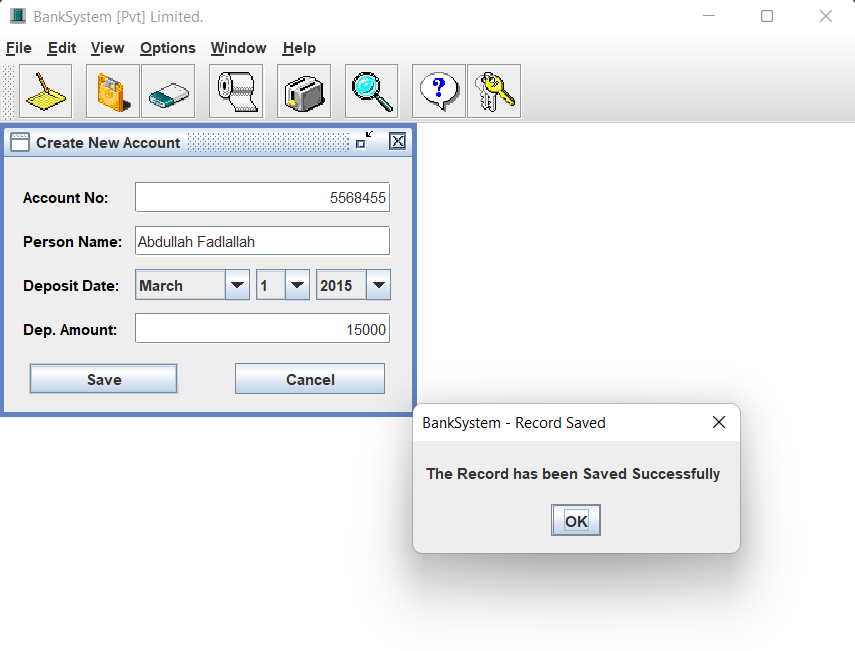 BankSystem [Pvt] Limited.
File Edit View Options Window Help
?
Create New Account
Account No: 5568455
Person Name: Abdullah Fadlallah
Deposit Date: March 1 2015
Dep. Amount: 15000
Save Cancel
BankSystem - Record Saved
The Record has been Saved Successfully
OK